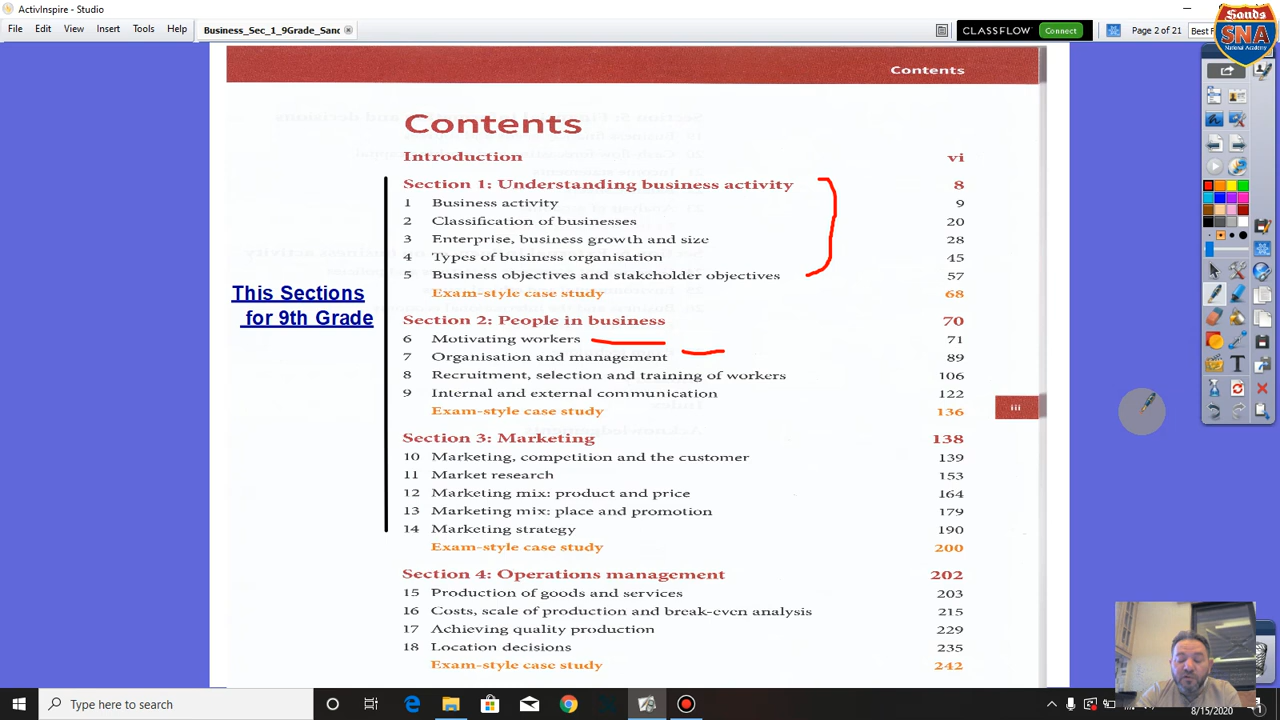 ActivInspire - Studio
File Edit View Insert Tools Help
Business_Sec_1_9Grade_Sand
CLASSFLOW Connect
Page 2 of 21
Best F
Sands
SNA
National Academy
Contents
Contents
Introduction vi
Section 1: Understanding business activity 8
1 Business activity 9
2 Classification of businesses 20
3 Enterprise, business growth and size 28
4 Types of business organisation 45
5 Business objectives and stakeholder objectives 57
Exam-style case study 68
This Sections
for 9th Grade
Section 2: People in business 70
6 Motivating workers 71
7 Organisation and management 89
8 Recruitment, selection and training of workers 106
9 Internal and external communication 122
Exam-style case study 136
iii
Section 3: Marketing 138
10 Marketing, competition and the customer 139
11 Market research 153
12 Marketing mix: product and price 164
13 Marketing mix: place and promotion 179
14 Marketing strategy 190
Exam-style case study 200
Section 4: Operations management 202
15 Production of goods and services 203
16 Costs, scale of production and break-even analysis 215
17 Achieving quality production 229
18 Location decisions 235
Exam-style case study 242
Type here to search
8/15/2020